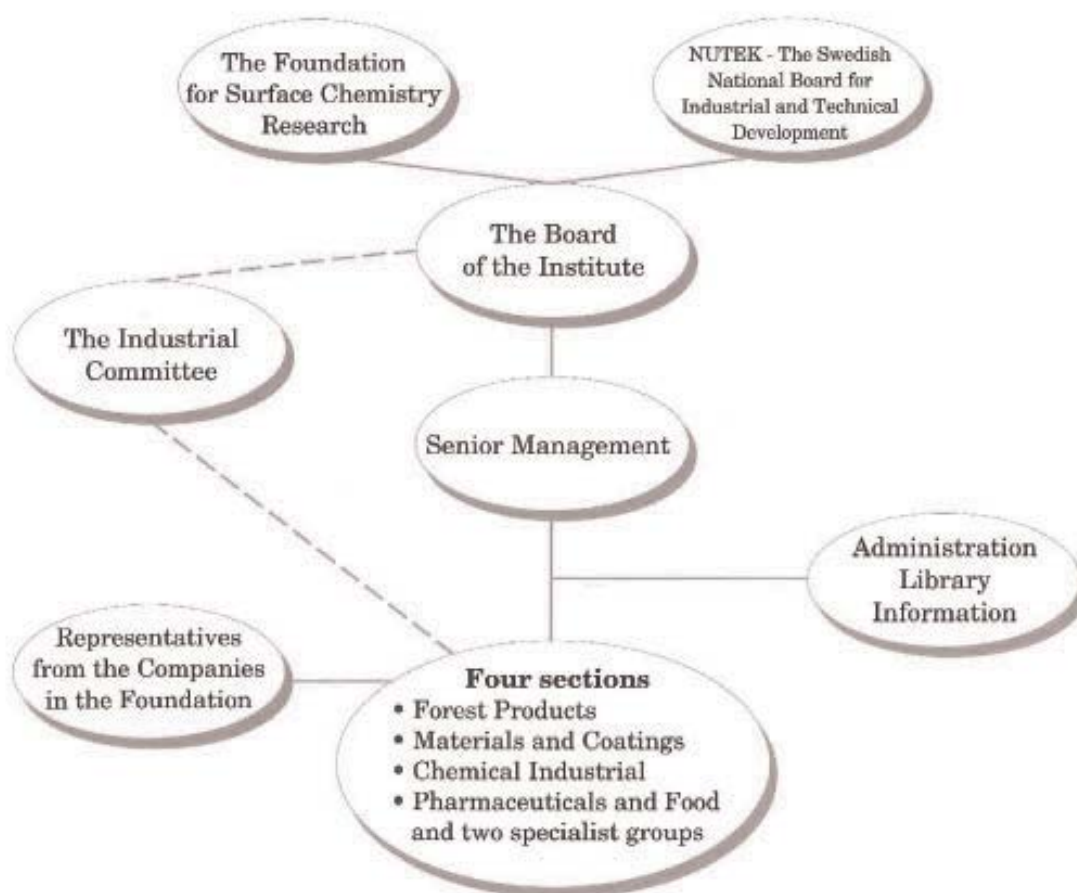 The Foundation
for Surface Chemistry
Research
NUTEK - The Swedish
National Board for
Industrial and Technical
Development
The Board
of the Institute
The Industrial
Committee
Senior Management
Administration
Library
Information
Representatives
from the Companies
in the Foundation
Four sections
• Forest Products
• Materials and Coatings
• Chemical Industrial
• Pharmaceuticals and Food
and two specialist groups